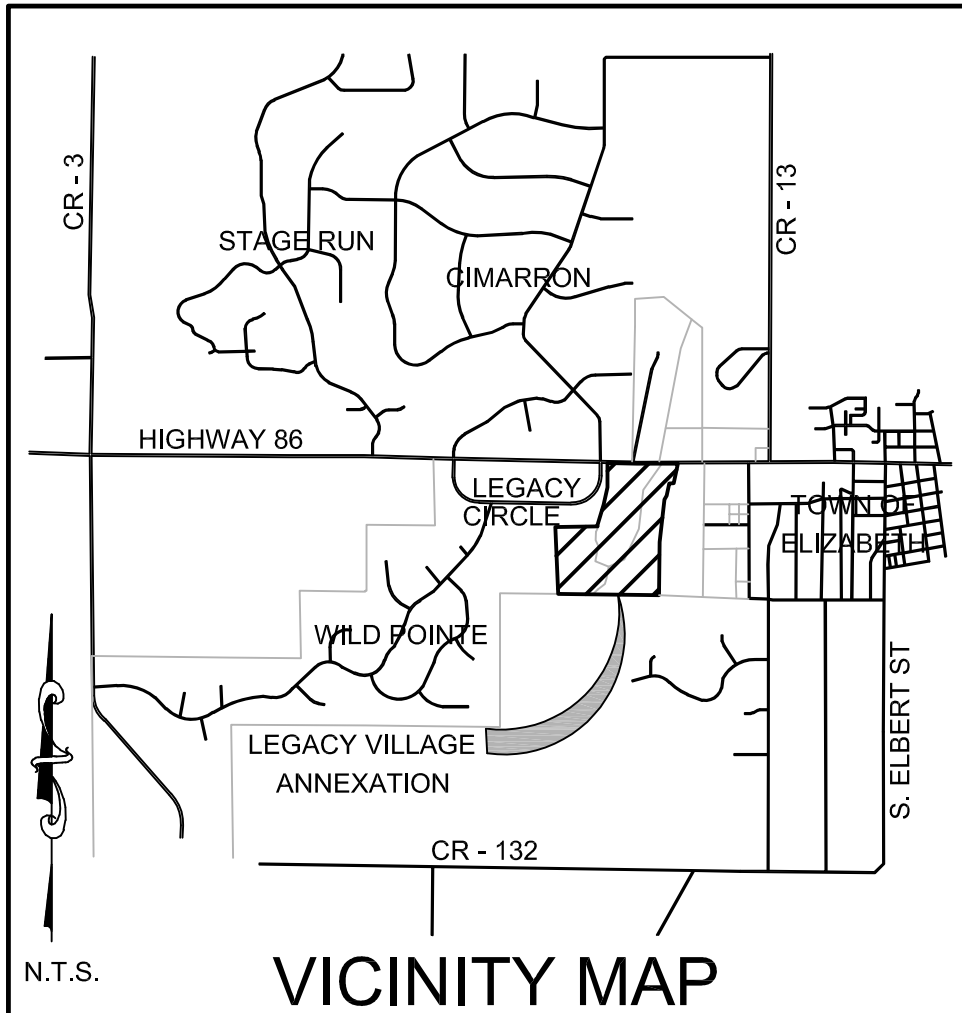 CR - 3
CR - 13
STAGE RUN
CIMARRON
HIGHWAY 86
LEGACY
CIRCLE
TOWN OF
ELIZABETH
WILD POINTE
S. ELBERT ST
LEGACY VILLAGE
ANNEXATION
CR - 132
N.T.S.
VICINITY MAP